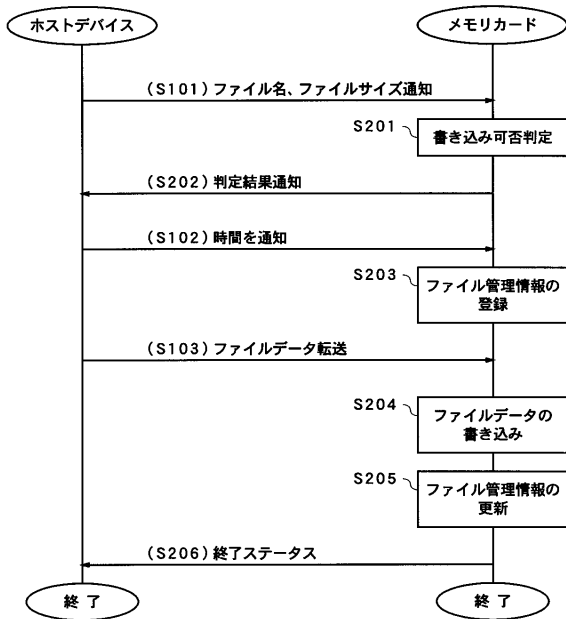 ホストデバイス
メモリカード
(S101)ファイル名、ファイルサイズ通知
S201
書き込み可否判定
(S202)判定結果通知
(S102)時間を通知
S203
ファイル管理情報の
登録
(S103)ファイルデータ転送
S204
ファイルデータの
書き込み
S205
ファイル管理情報の
更新
(S206)終了ステータス
終 了
終 了